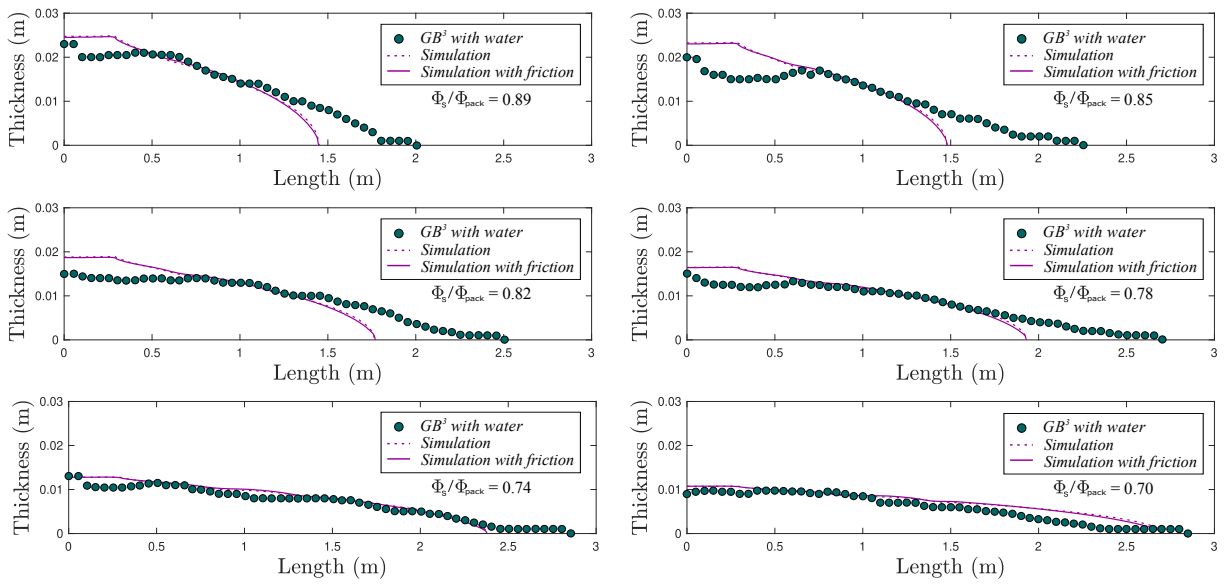 Thickness (m)
0.03
0.02
0.01
0
GB³ with water
Simulation
Simulation with friction
Φs/Φpack = 0.89
0 0.5 1 1.5 2 2.5 3
Length (m)
Thickness (m)
0.03
0.02
0.01
0
GB³ with water
Simulation
Simulation with friction
Φs/Φpack = 0.85
0 0.5 1 1.5 2 2.5 3
Length (m)
Thickness (m)
0.03
0.02
0.01
0
GB³ with water
Simulation
Simulation with friction
Φs/Φpack = 0.82
0 0.5 1 1.5 2 2.5 3
Length (m)
Thickness (m)
0.03
0.02
0.01
0
GB³ with water
Simulation
Simulation with friction
Φs/Φpack = 0.78
0 0.5 1 1.5 2 2.5 3
Length (m)
Thickness (m)
0.03
0.02
0.01
0
GB³ with water
Simulation
Simulation with friction
Φs/Φpack = 0.74
0 0.5 1 1.5 2 2.5 3
Length (m)
Thickness (m)
0.03
0.02
0.01
0
GB³ with water
Simulation
Simulation with friction
Φs/Φpack = 0.70
0 0.5 1 1.5 2 2.5 3
Length (m)